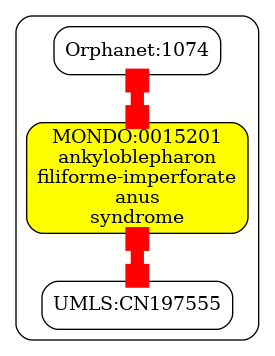 Orphanet:1074
MONDO:0015201
ankyloblepharon
filiforme-imperforate
anus
syndrome
UMLS:CN197555